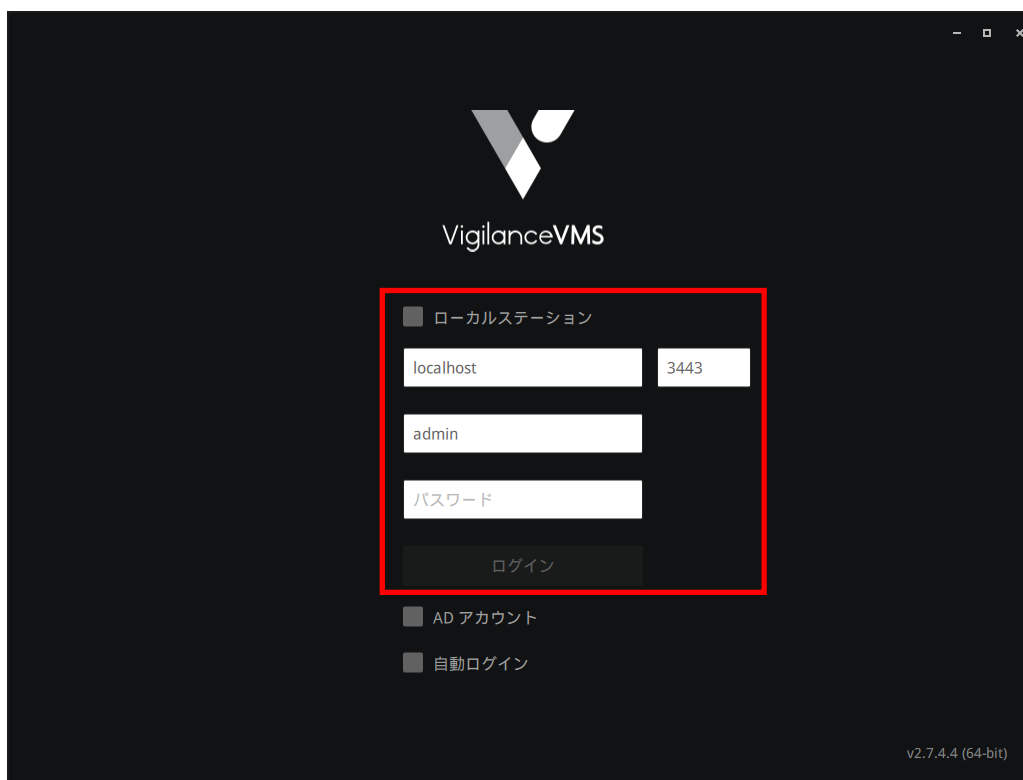 VigilanceVMS
ローカルステーション
localhost 3443
admin
パスワード
ログイン
AD アカウント
自動ログイン
v2.7.4.4 (64-bit)